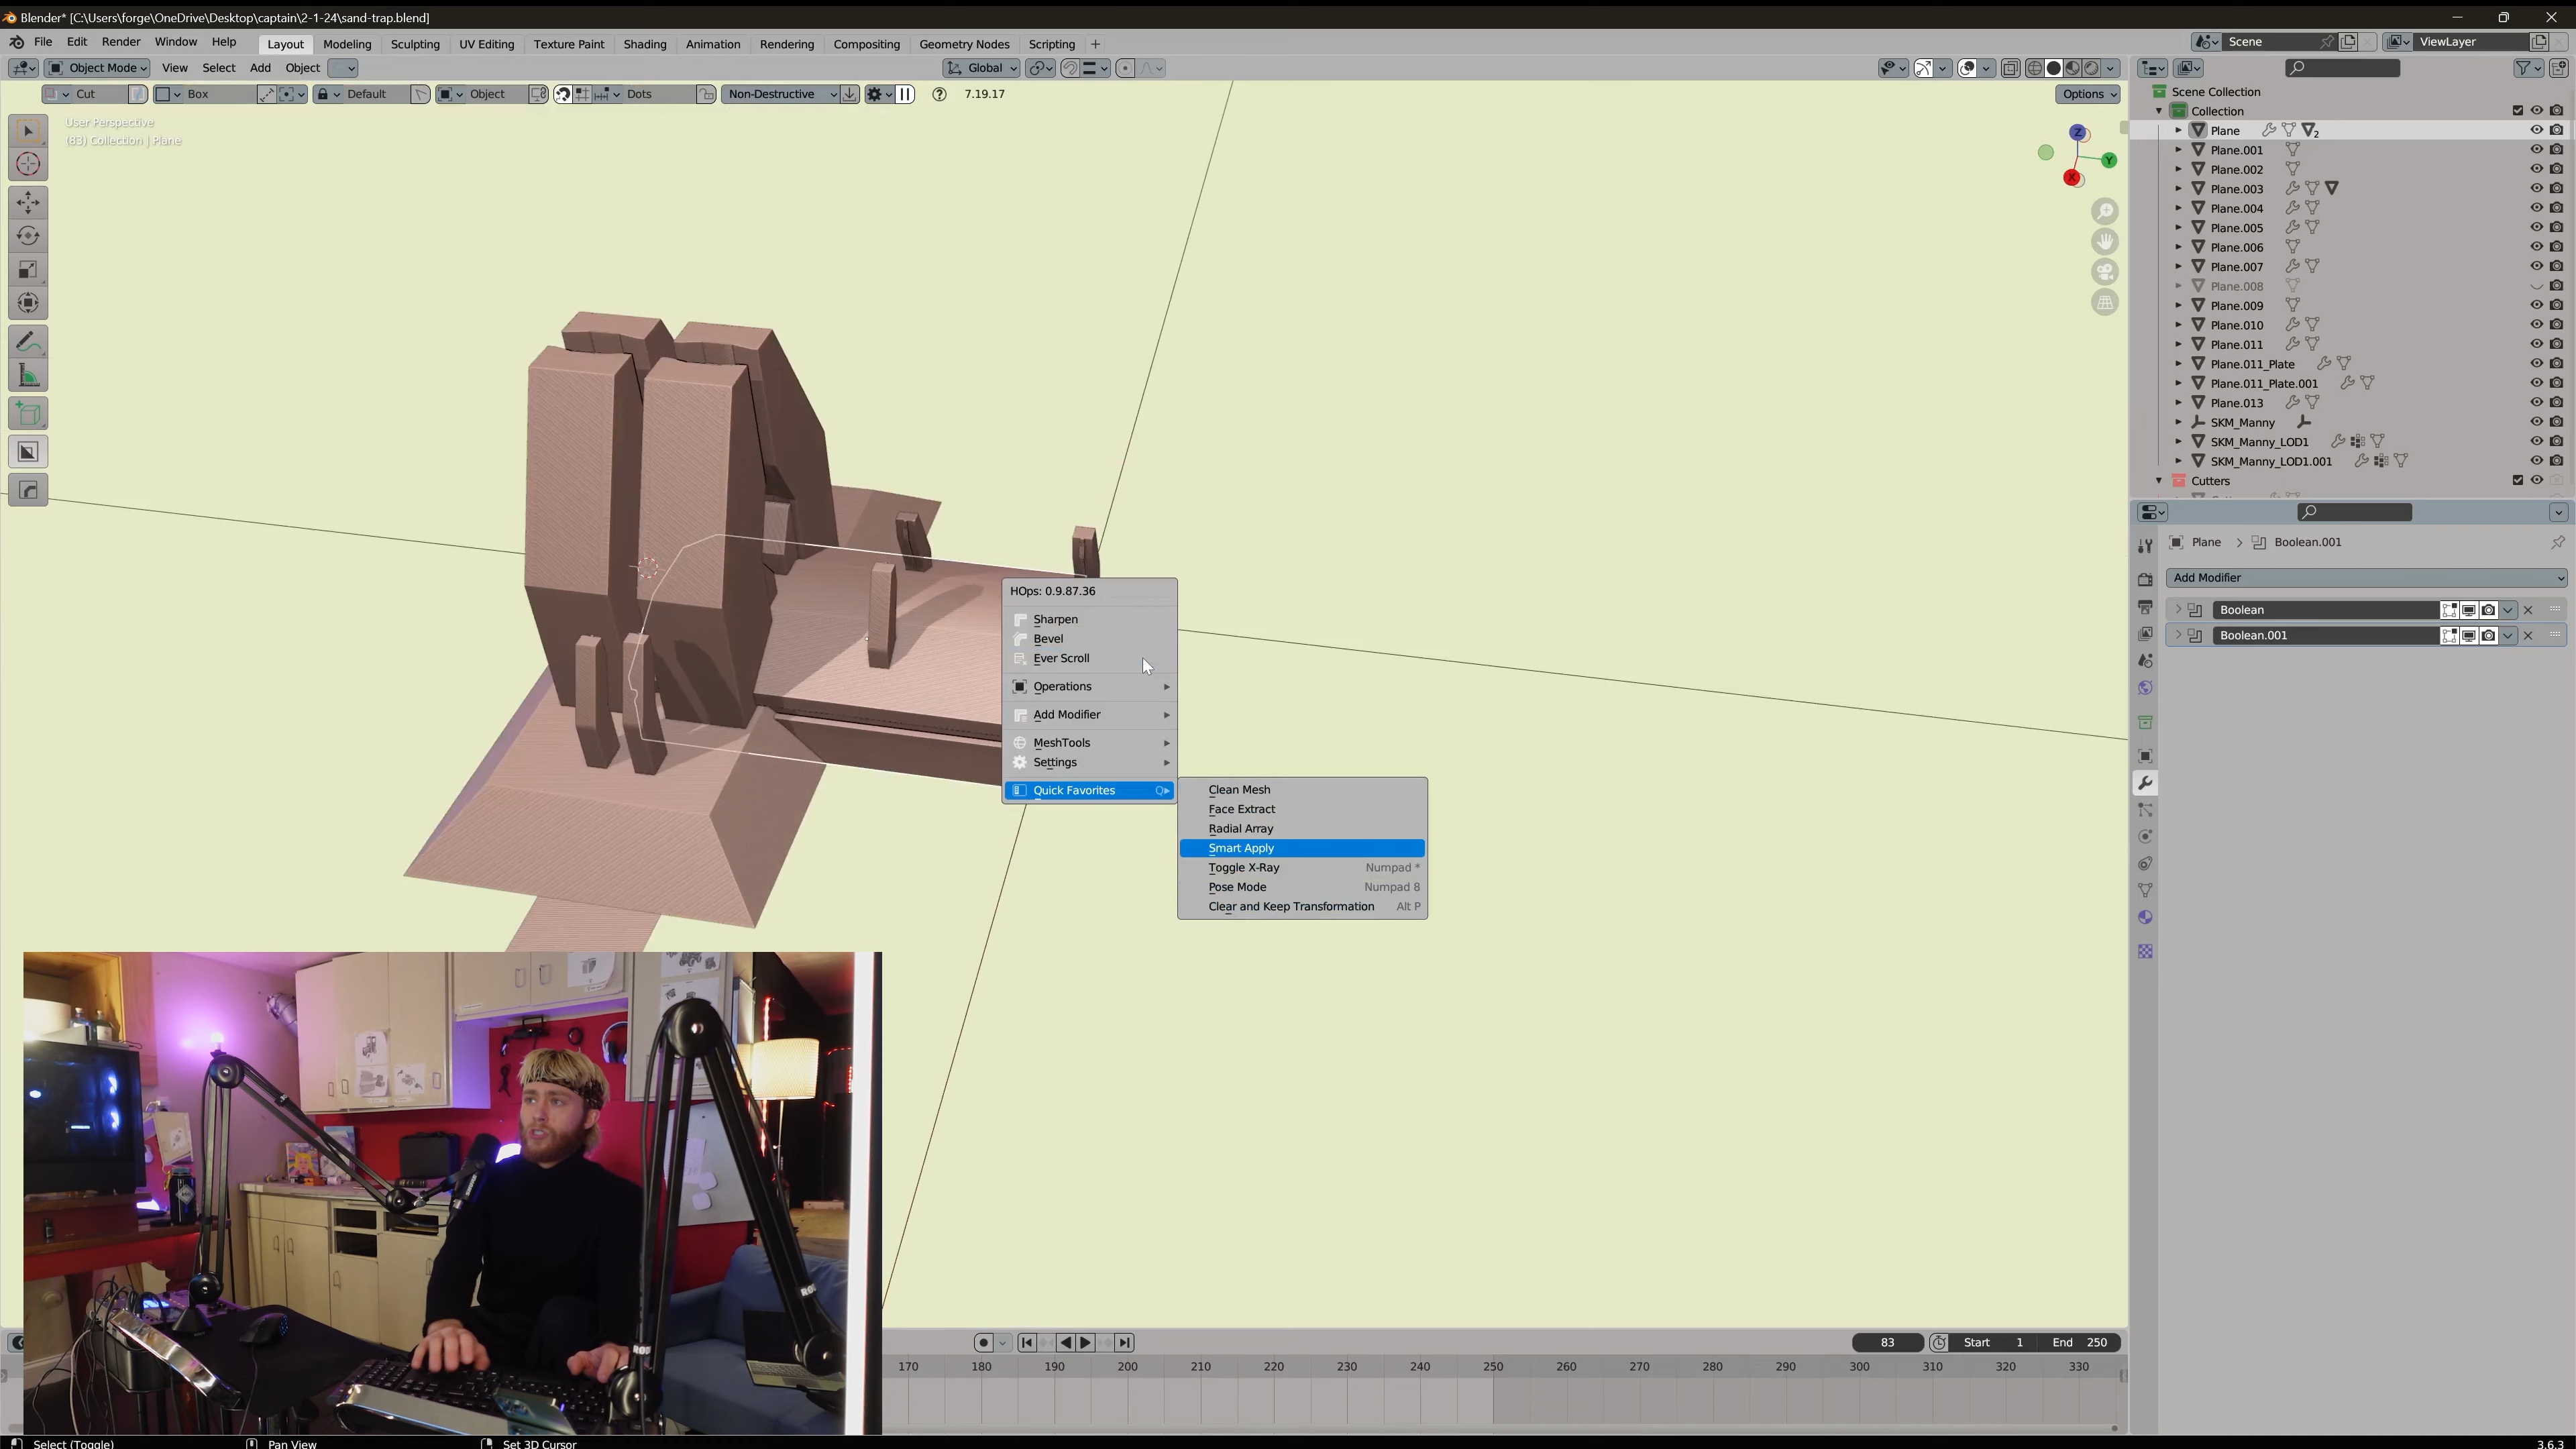 Blender* [C:\Users\forge\OneDrive\Desktop\captain\2-1-24\sand-trap.blend]
File Edit Render Window Help
Layout Modeling Sculpting UV Editing Texture Paint Shading Animation Rendering Compositing Geometry Nodes Scripting +
Scene
ViewLayer
Object Mode View Select Add Object
Global
Cut Box Default Object Dots Non-Destructive 7.19.17
Options
User Perspective
(83) Collection | Plane
Z
Y
X
Scene Collection
Collection
Plane 2
Plane.001
Plane.002
Plane.003
Plane.004
Plane.005
Plane.006
Plane.007
Plane.008
Plane.009
Plane.010
Plane.011
Plane.011_Plate
Plane.011_Plate.001
Plane.013
SKM_Manny
SKM_Manny_LOD1
SKM_Manny_LOD1.001
Cutters
Plane > Boolean.001
Add Modifier
Boolean
Boolean.001
HOps: 0.9.87.36
Sharpen
Bevel
Ever Scroll
Operations
Add Modifier
MeshTools
Settings
Quick Favorites Q
Clean Mesh
Face Extract
Radial Array
Smart Apply
Toggle X-Ray Numpad *
Pose Mode Numpad 8
Clear and Keep Transformation Alt P
83 Start 1 End 250
170 180 190 200 210 220 230 240 250 260 270 280 290 300 310 320 330
Select (Toggle) Pan View Set 3D Cursor
3.6.3